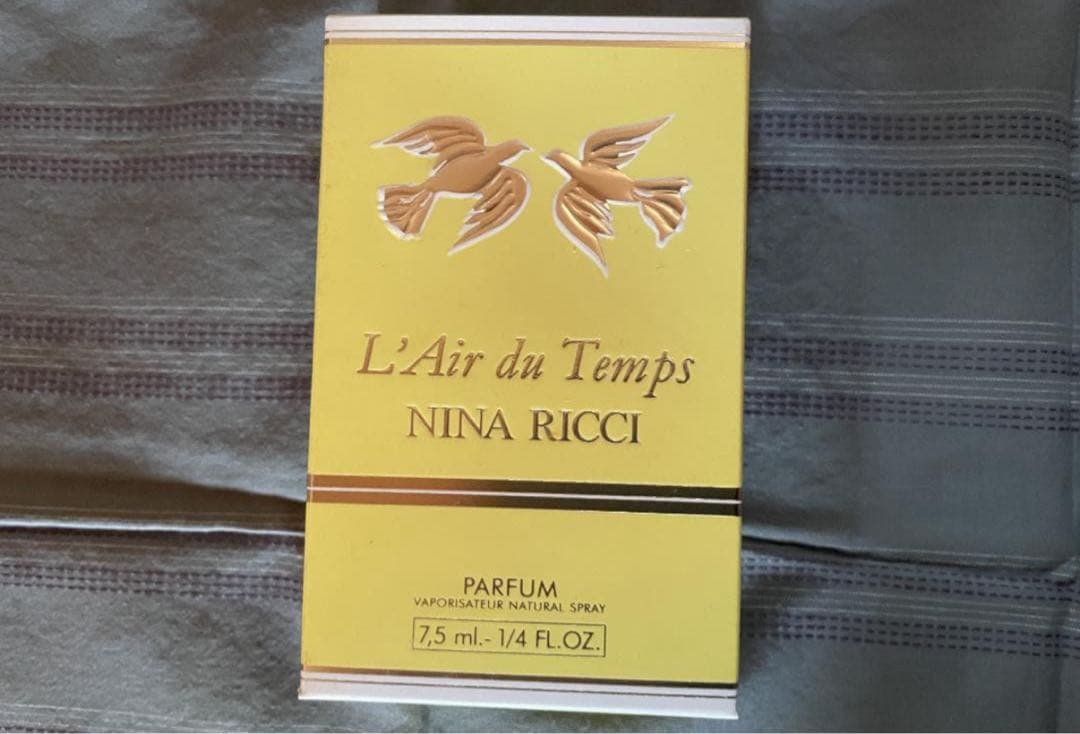 L'Air du Temps
NINA RICCI
PARFUM
VAPORISATEUR NATURAL SPRAY
7,5 ml.- 1/4 FL.OZ.